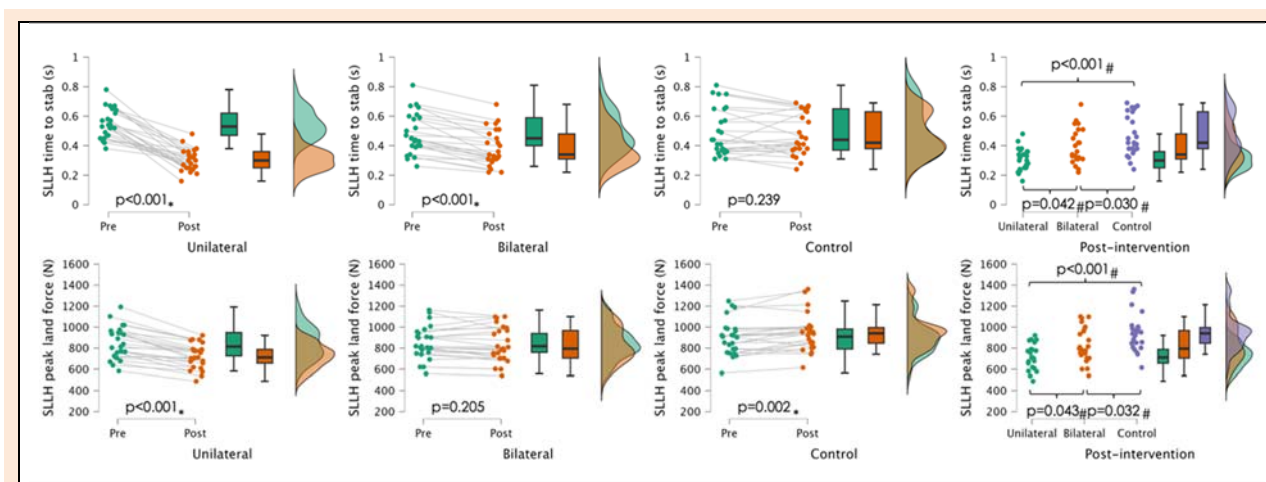 SLLH time to stab (s)
1
0.8
0.6
0.4
0.2
0
p<0.001*
Pre Post
Unilateral
SLLH time to stab (s)
1
0.8
0.6
0.4
0.2
0
p<0.001*
Pre Post
Bilateral
SLLH time to stab (s)
1
0.8
0.6
0.4
0.2
0
p=0.239
Pre Post
Control
SLLH time to stab (s)
1
0.8
0.6
0.4
0.2
0
p<0.001#
p=0.042# p=0.030 #
Unilateral Bilateral Control
Post-intervention
SLLH peak land force (N)
1600
1400
1200
1000
800
600
400
200
p<0.001*
Pre Post
Unilateral
SLLH peak land force (N)
1600
1400
1200
1000
800
600
400
200
p=0.205
Pre Post
Bilateral
SLLH peak land force (N)
1600
1400
1200
1000
800
600
400
200
p=0.002*
Pre Post
Control
SLLH peak land force (N)
1600
1400
1200
1000
800
600
400
200
p<0.001#
p=0.043# p=0.032 #
Unilateral Bilateral Control
Post-intervention